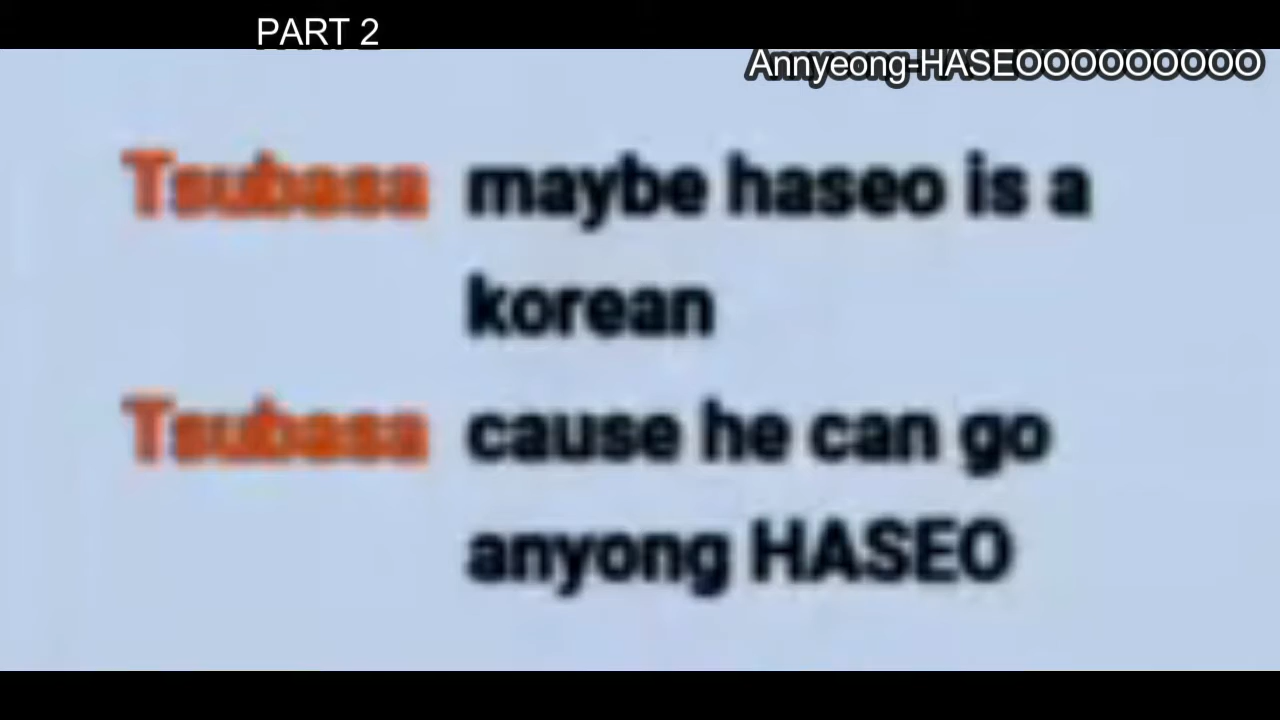 PART 2
Annyeong-HASEOOOOOOOOO
Tsubasa maybe haseo is a
korean
Tsubasa cause he can go
anyong HASEO